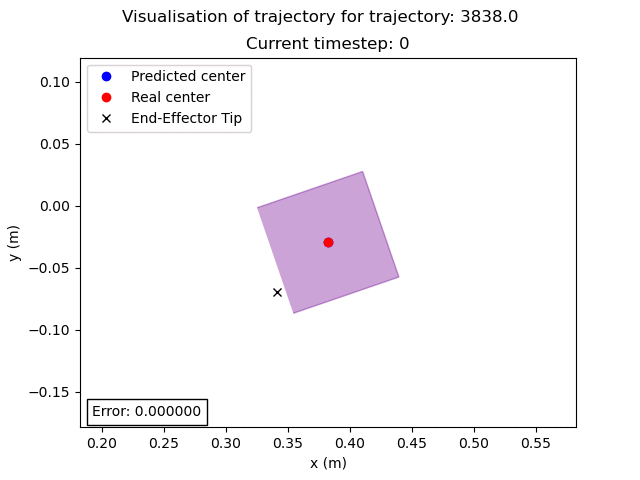 Visualisation of trajectory for trajectory: 3838.0
Current timestep: 0
Predicted center
Real center
End-Effector Tip
0.10
0.05
0.00
−0.05
−0.10
−0.15
y (m)
Error: 0.000000
0.20 0.25 0.30 0.35 0.40 0.45 0.50 0.55
x (m)